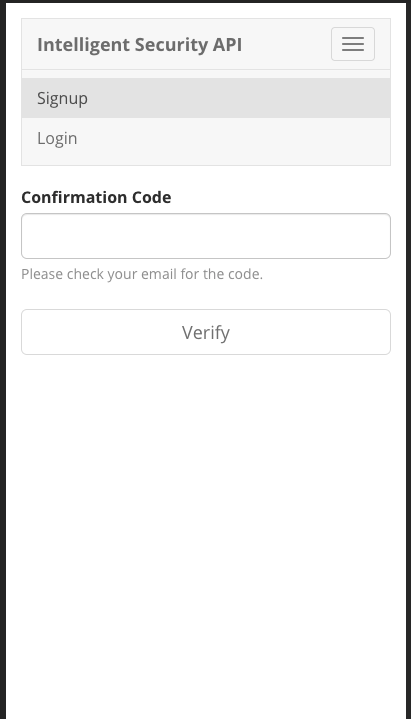 Intelligent Security API
Signup
Login
Confirmation Code
Please check your email for the code.
Verify